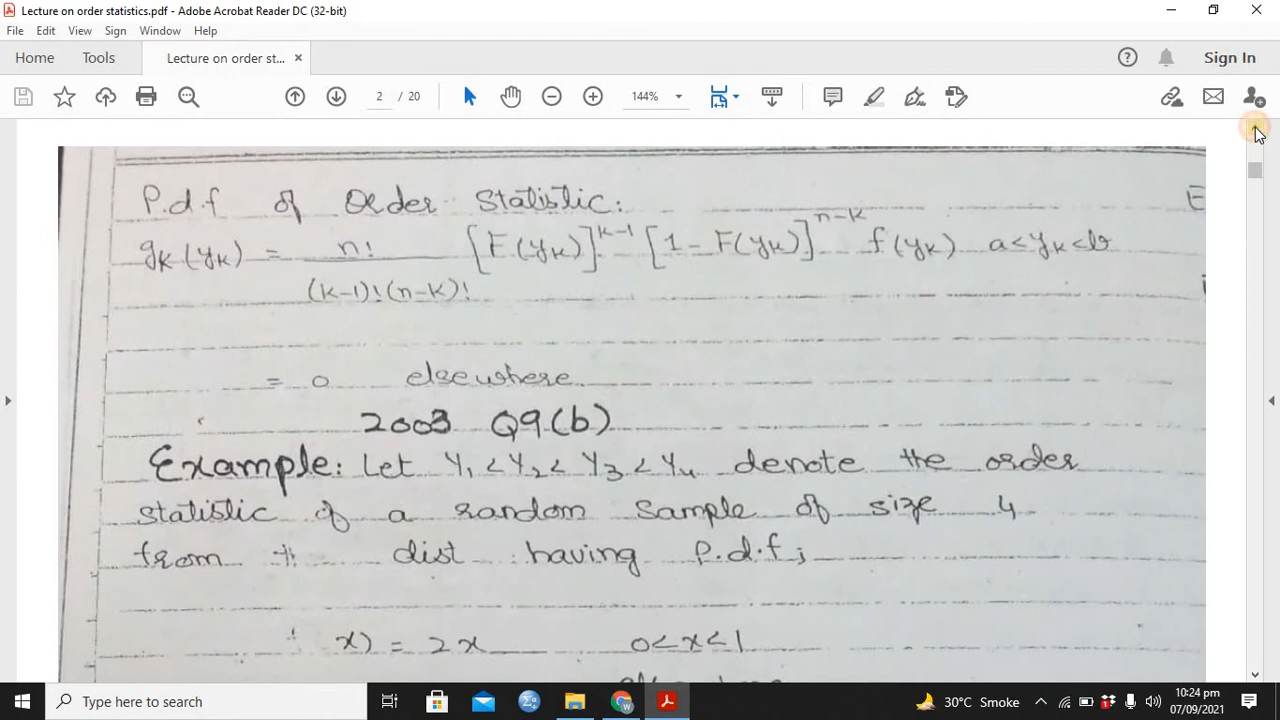 Lecture on order statistics.pdf - Adobe Acrobat Reader DC (32-bit)
File Edit View Sign Window Help
Home Tools Lecture on order st... × Sign In
2 / 20 144%
P.d.f of Order Statistic:
gk(yk) = n!/(k-1)!(n-k)! [F(yk)]^k-1 [1-F(yk)]^n-k f(yk) a<yk<b
= 0 elsewhere
2003 Q9(b)
Example: Let Y1<Y2<Y3<Y4 denote the order
statistic of a random sample of size 4
from dist having P.d.f;
x) = 2x 0<x<1
Type here to search
30°C Smoke
10:24 pm
07/09/2021